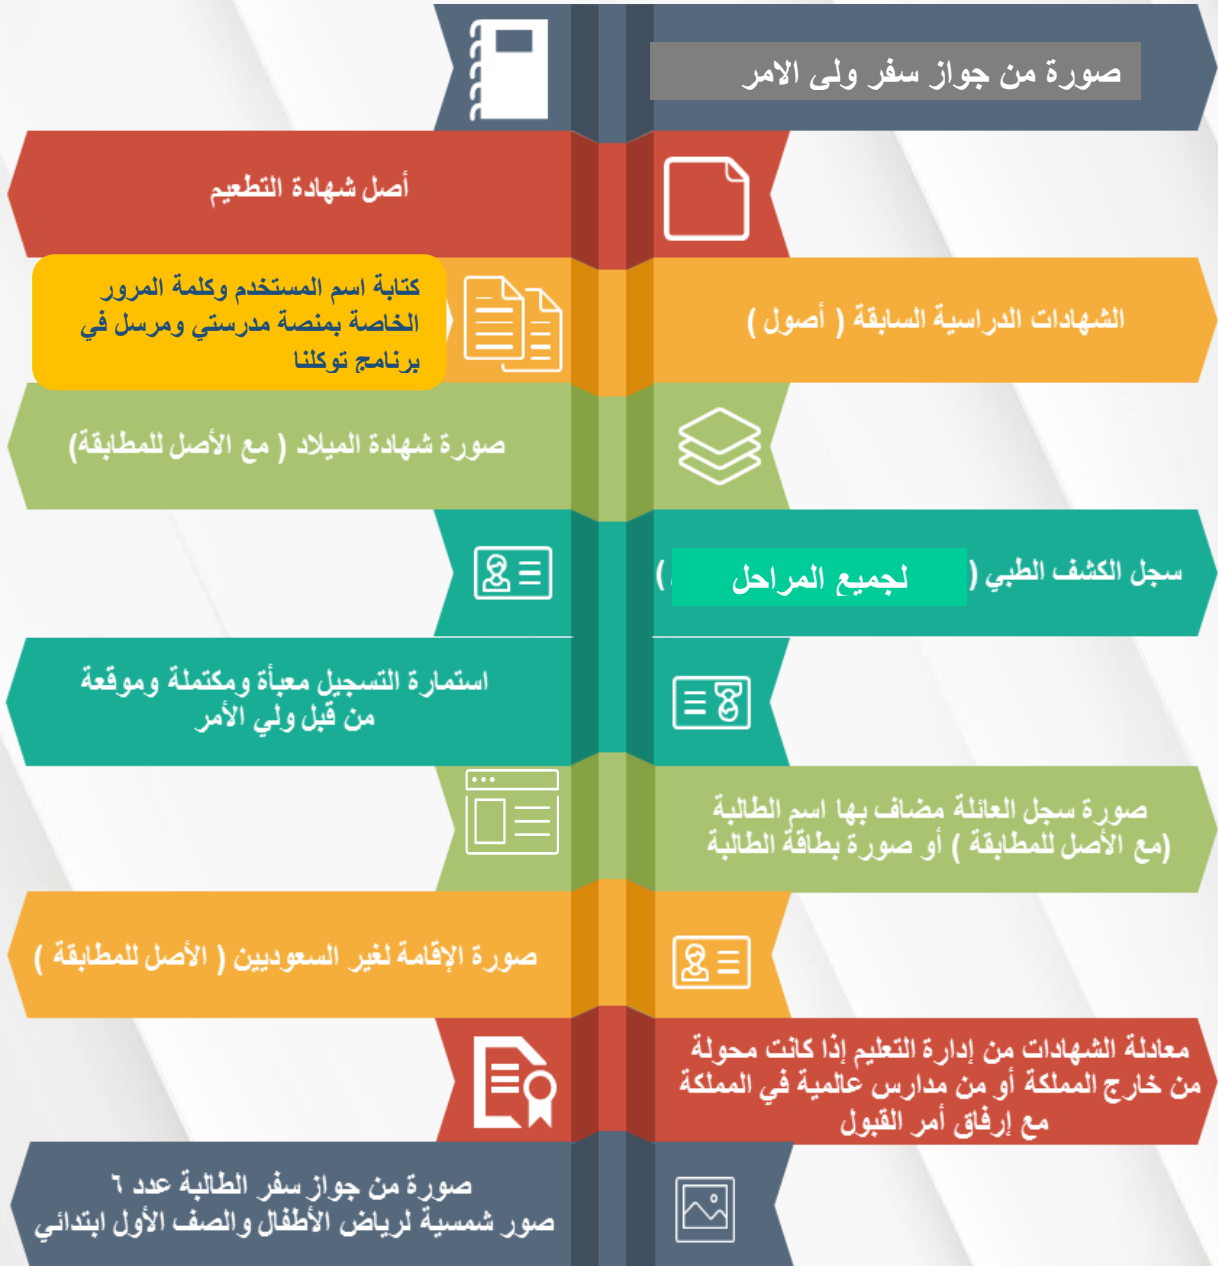 صورة من جواز سفر ولى الامر
أصل شهادة التطعيم
الشهادات الدراسية السابقة ( أصول )
كتابة اسم المستخدم وكلمة المرور
الخاصة بمنصة مدرستي ومرسل في
برنامج توكلنا
صورة شهادة الميلاد ( مع الأصل للمطابقة)
سجل الكشف الطبي ( لجميع المراحل )
استمارة التسجيل معبأة ومكتملة وموقعة
من قبل ولي الأمر
صورة سجل العائلة مضاف بها اسم الطالبة
(مع الأصل للمطابقة ) أو صورة بطاقة الطالبة
صورة الإقامة لغير السعوديين ( الأصل للمطابقة )
معادلة الشهادات من إدارة التعليم إذا كانت محولة
من خارج المملكة أو من مدارس عالمية في المملكة
مع إرفاق أمر القبول
صورة من جواز سفر الطالبة عدد ٦
صور شمسية لرياض الأطفال والصف الأول ابتدائي